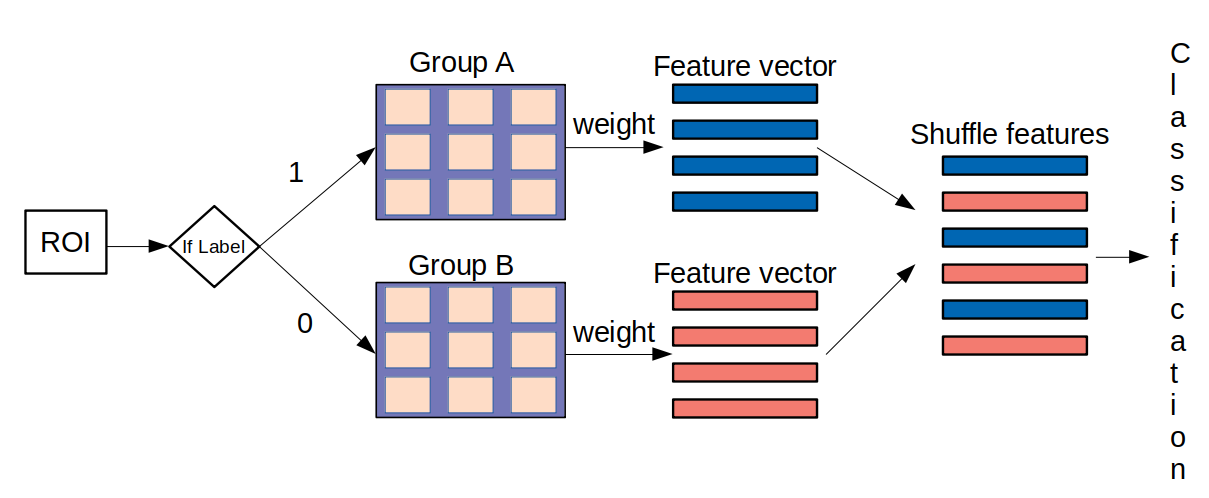 ROI
If Label
1
0
Group A
Group B
weight
weight
Feature vector
Feature vector
Shuffle features
Classification